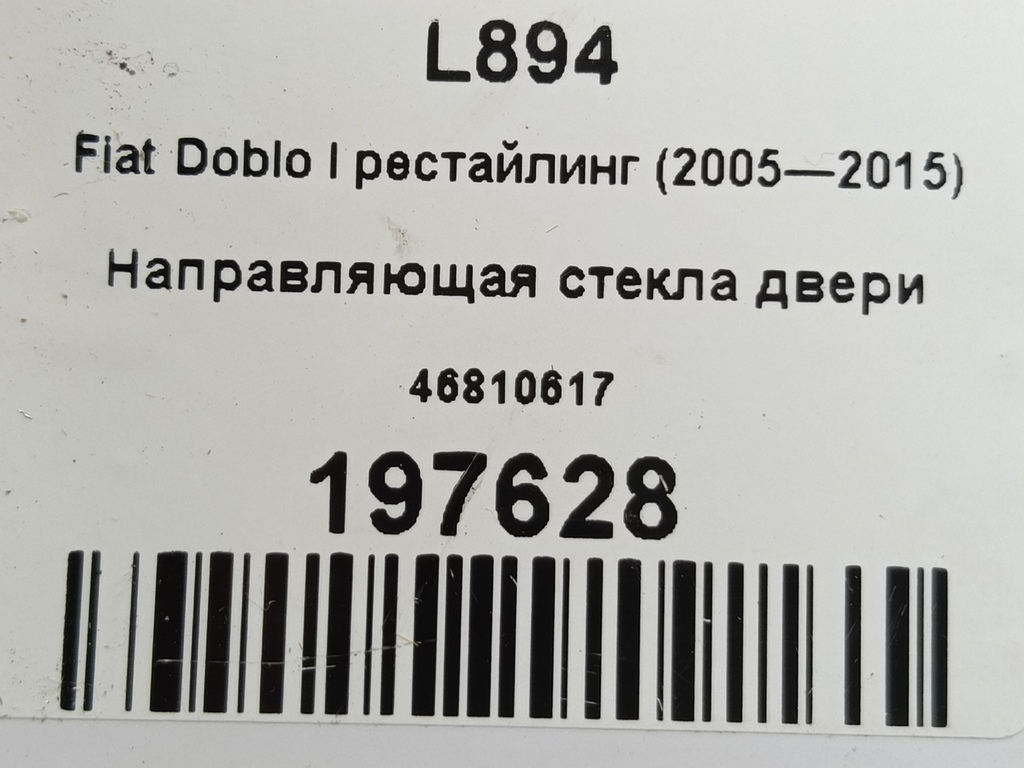 L894
Fiat Doblo I рестайлинг (2005—2015)
Направляющая стекла двери
46810617
197628